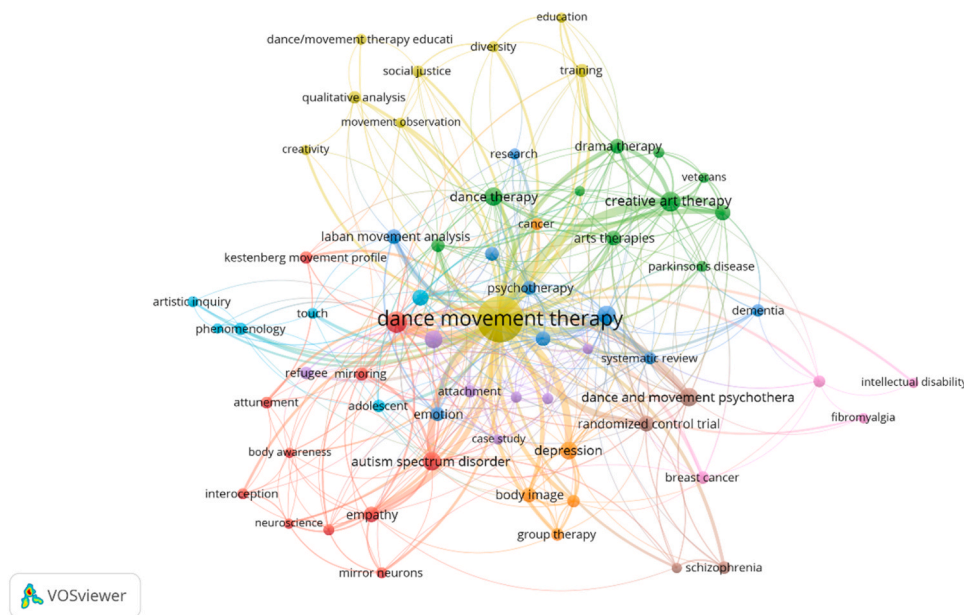 education
dance/movement therapy educati
diversity
social justice
training
qualitative analysis
movement observation
creativity
research
drama therapy
veterans
dance therapy
creative art therapy
cancer
laban movement analysis
arts therapies
kestenberg movement profile
parkinson's disease
psychotherapy
artistic inquiry
touch
dementia
phenomenology
dance movement therapy
systematic review
refugee
mirroring
intellectual disability
attachment
dance and movement psychothera
attunement
adolescent
emotion
fibromyalgia
randomized control trial
case study
body awareness
depression
autism spectrum disorder
breast cancer
interoception
body image
empathy
neuroscience
group therapy
schizophrenia
mirror neurons
VOSviewer